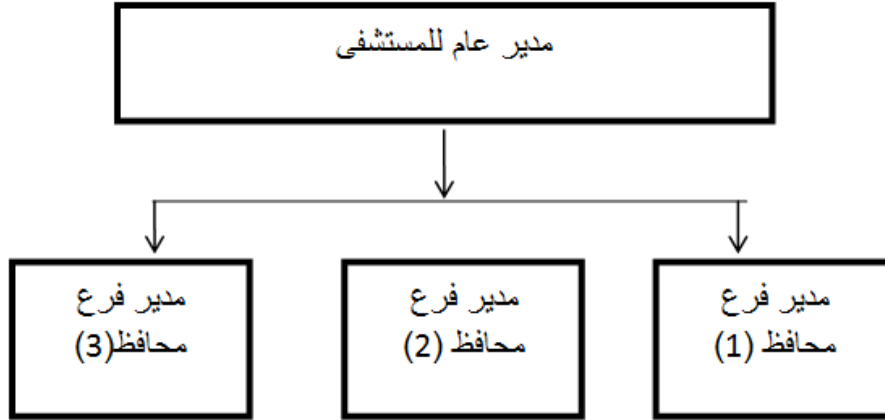 مدير عام للمستشفى
مدير فرع
محافظ (1)
مدير فرع
محافظ (2)
مدير فرع
محافظ(3)